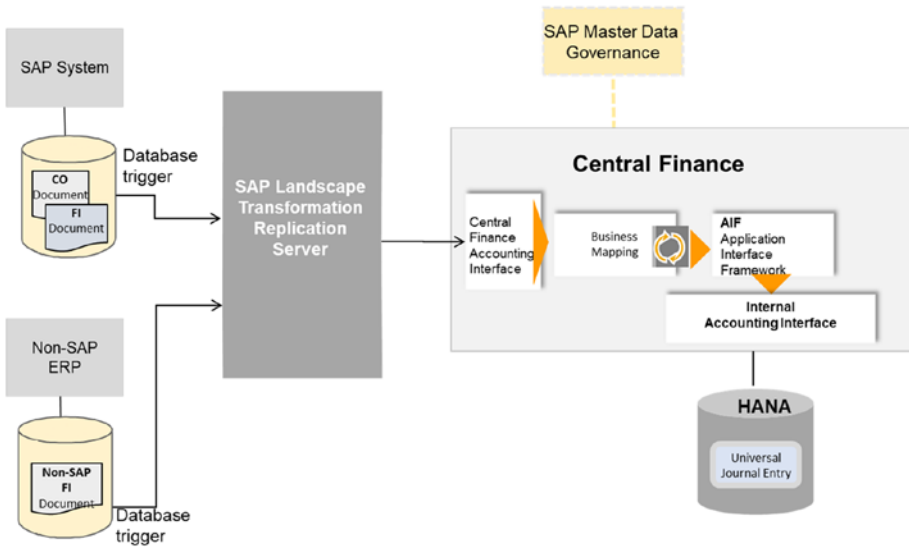 SAP Master Data
Governance
SAP System
Database
trigger
CO
Document
FI
Document
SAP Landscape
Transformation
Replication
Server
Central Finance
Central
Finance
Accounting
Interface
Business
Mapping
AIF
Application
Interface
Framework
Internal
Accounting Interface
Non-SAP
ERP
Non-SAP
FI
Document
Database
trigger
HANA
Universal
Journal Entry